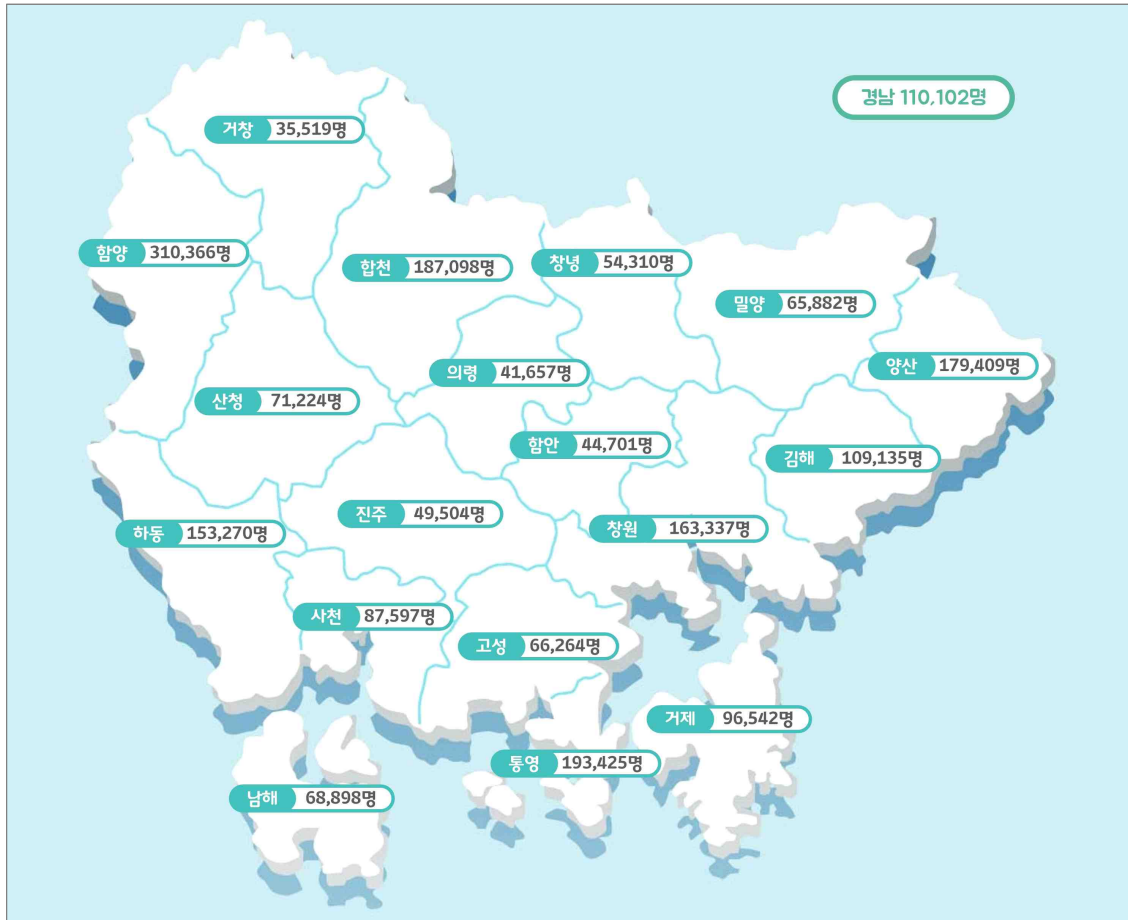 경남 110,102명
거창 35,519명
함양 310,366명
합천 187,098명
창녕 54,310명
밀양 65,882명
양산 179,409명
의령 41,657명
산청 71,224명
함안 44,701명
김해 109,135명
진주 49,504명
창원 163,337명
하동 153,270명
사천 87,597명
고성 66,264명
거제 96,542명
통영 193,425명
남해 68,898명